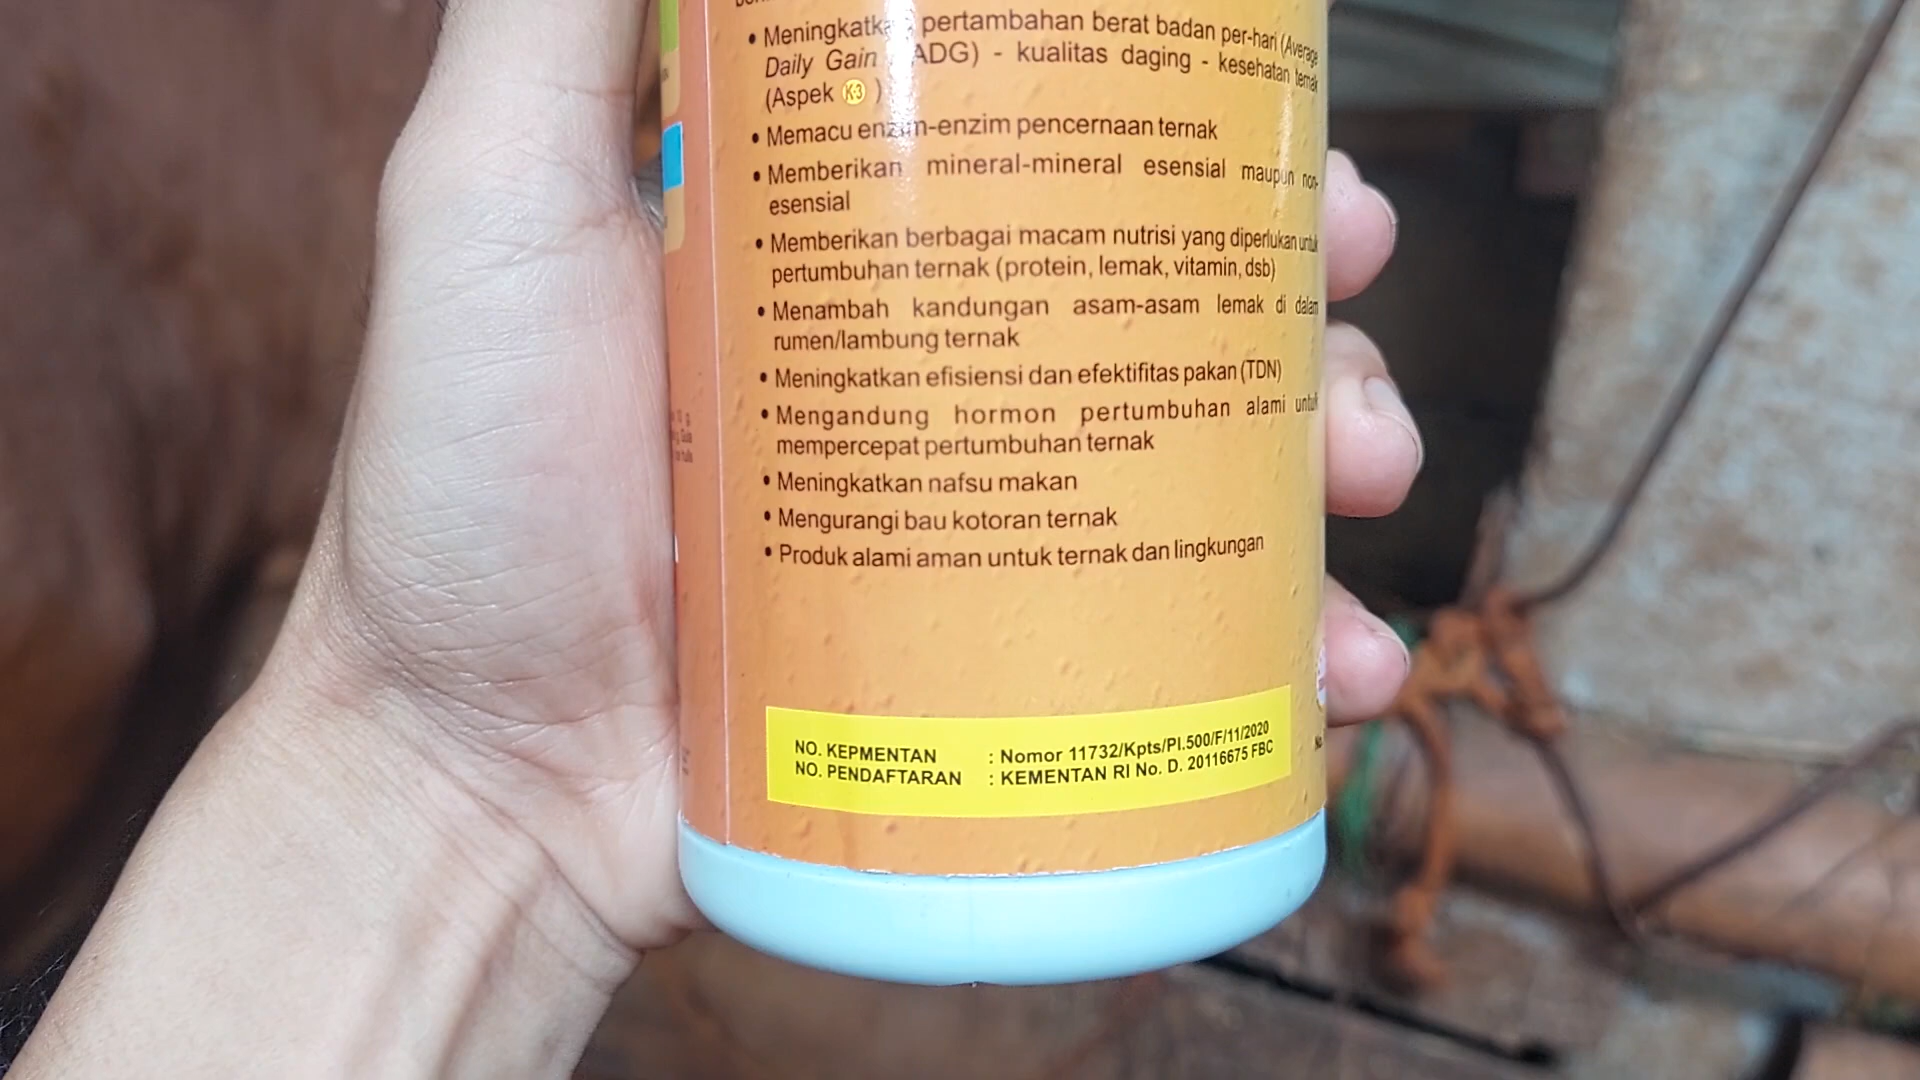 • Meningkatkan pertambahan berat badan per-hari (Average
Daily Gain / ADG) - kualitas daging - kesehatan ternak
(Aspek K-3 )
• Memacu enzim-enzim pencernaan ternak
• Memberikan mineral-mineral esensial maupun non-
esensial
• Memberikan berbagai macam nutrisi yang diperlukan untuk
pertumbuhan ternak (protein, lemak, vitamin, dsb)
• Menambah kandungan asam-asam lemak di dalam
rumen/lambung ternak
• Meningkatkan efisiensi dan efektifitas pakan (TDN)
• Mengandung hormon pertumbuhan alami untuk
mempercepat pertumbuhan ternak
• Meningkatkan nafsu makan
• Mengurangi bau kotoran ternak
• Produk alami aman untuk ternak dan lingkungan
NO. KEPMENTAN : Nomor 11732/Kpts/PI.500/F/11/2020
NO. PENDAFTARAN : KEMENTAN RI No. D. 20116675 FBC